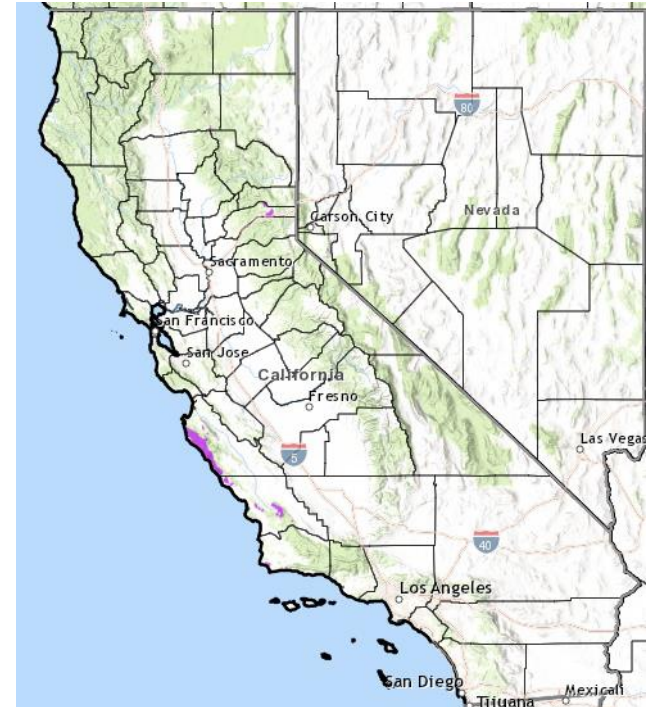 80
Carson City
Nevada
Sacramento
San Francisco
San Jose
California
Fresno
5
Las Vegas
40
Los Angeles
San Diego
Tijuana
Mexicali